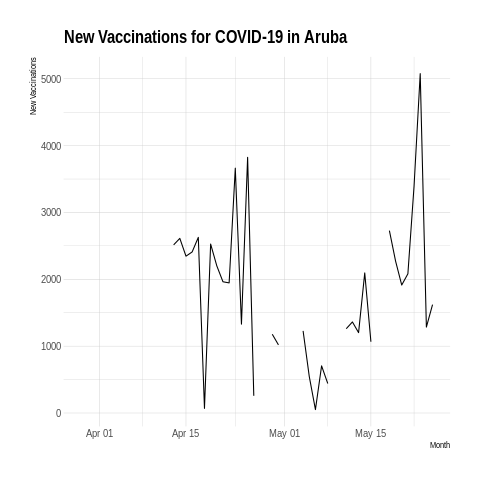 New Vaccinations for COVID-19 in Aruba
New Vaccinations
5000
4000
3000
2000
1000
0
Apr 01
Apr 15
May 01
May 15
Month